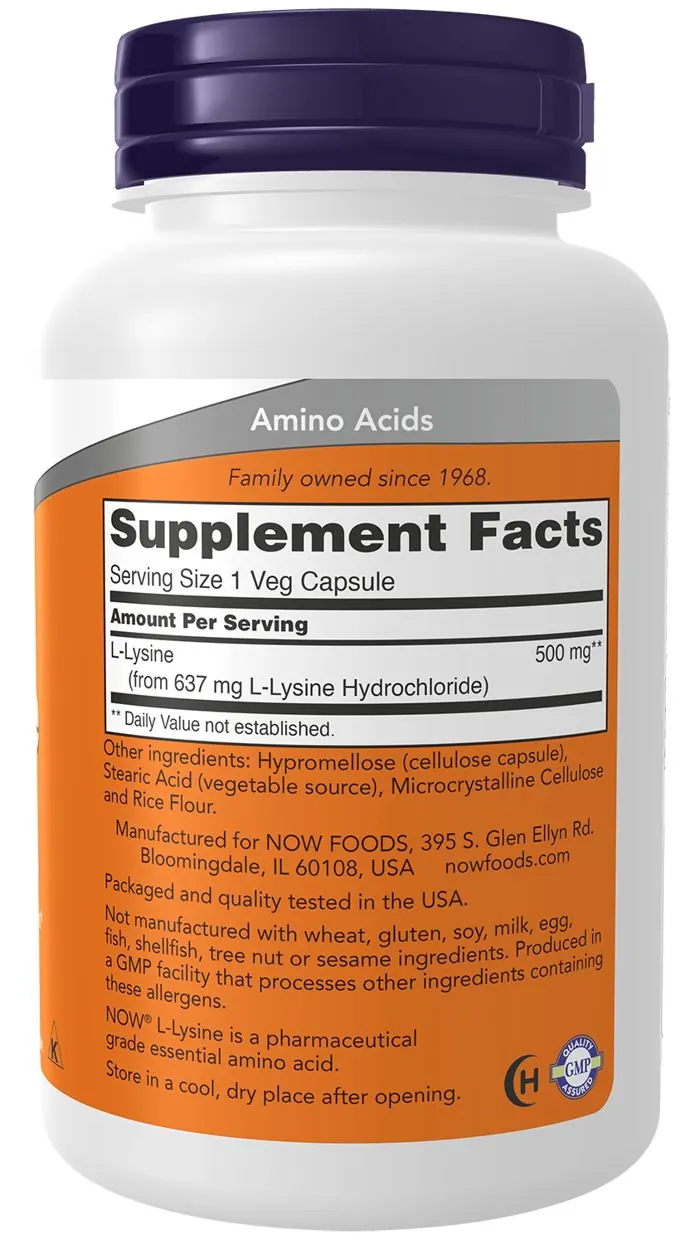 Amino Acids
Family owned since 1968.
Supplement Facts
Serving Size 1 Veg Capsule
Amount Per Serving
L-Lysine 500 mg**
(from 637 mg L-Lysine Hydrochloride)
** Daily Value not established.
Other ingredients: Hypromellose (cellulose capsule),
Stearic Acid (vegetable source), Microcrystalline Cellulose
and Rice Flour.
Manufactured for NOW FOODS, 395 S. Glen Ellyn Rd.
Bloomingdale, IL 60108, USA nowfoods.com
Packaged and quality tested in the USA.
Not manufactured with wheat, gluten, soy, milk, egg,
fish, shellfish, tree nut or sesame ingredients. Produced in
a GMP facility that processes other ingredients containing
these allergens.
NOW® L-Lysine is a pharmaceutical
grade essential amino acid.
Store in a cool, dry place after opening.
K
H
QUALITY
GMP
ASSURED